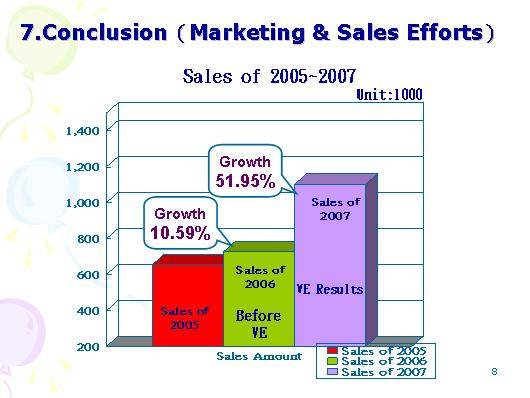 7.Conclusion（Marketing & Sales Efforts）
Sales of 2005~2007
Unit:1000
1,400
1,200
1,000
800
600
400
200
Growth
51.95%
Growth
10.59%
Sales of
2007
Sales of
2006
Sales of
2005
VE Results
Before
VE
Sales Amount
Sales of 2005
Sales of 2006
Sales of 2007
8